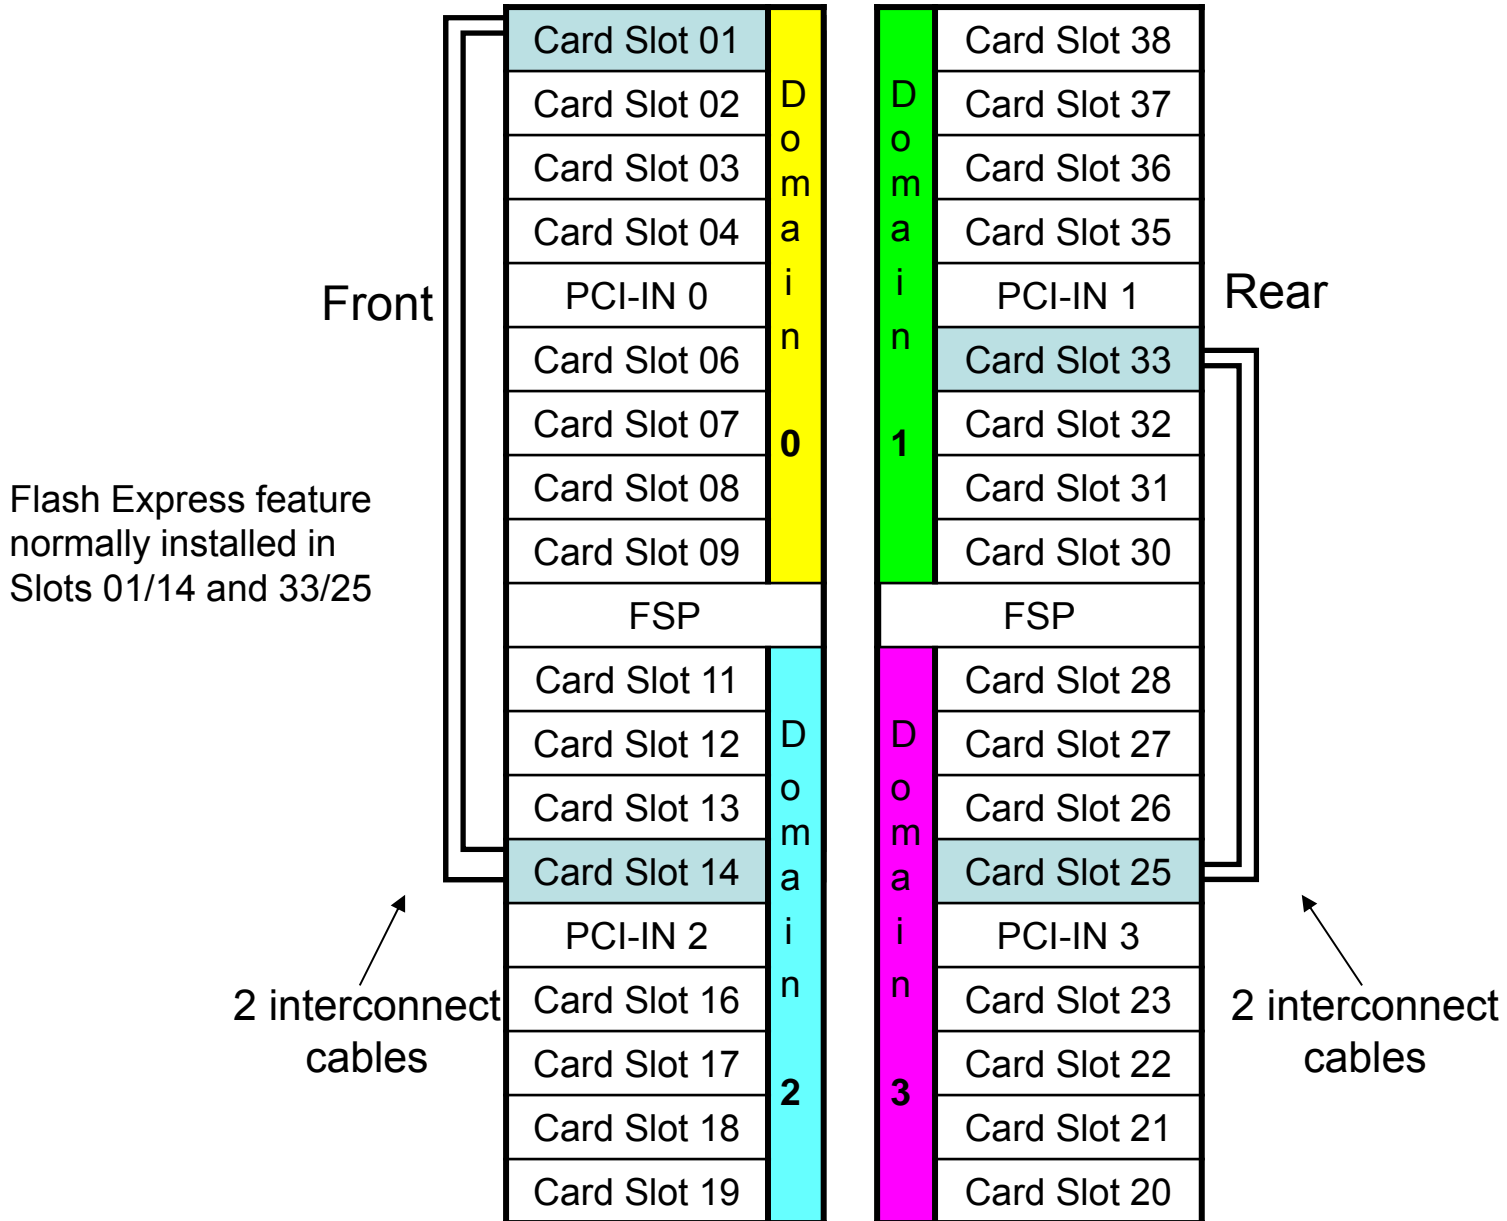 Front
Flash Express feature
normally installed in
Slots 01/14 and 33/25
2 interconnect
cables
Card Slot 01
Card Slot 02
Card Slot 03
Card Slot 04
PCI-IN 0
Card Slot 06
Card Slot 07
Card Slot 08
Card Slot 09
FSP
Card Slot 11
Card Slot 12
Card Slot 13
Card Slot 14
PCI-IN 2
Card Slot 16
Card Slot 17
Card Slot 18
Card Slot 19
Domain 0
Domain 2
Domain 1
Domain 3
Card Slot 38
Card Slot 37
Card Slot 36
Card Slot 35
PCI-IN 1
Card Slot 33
Card Slot 32
Card Slot 31
Card Slot 30
FSP
Card Slot 28
Card Slot 27
Card Slot 26
Card Slot 25
PCI-IN 3
Card Slot 23
Card Slot 22
Card Slot 21
Card Slot 20
Rear
2 interconnect
cables